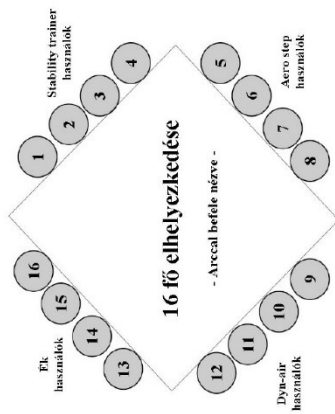 Stability trainer
használók
1
2
3
4
Aero step
használók
5
6
7
8
16 fő elhelyezkedése
- Arccal befele nézve -
Ék
használók
16
15
14
13
Dyn-air
használók
12
11
10
9